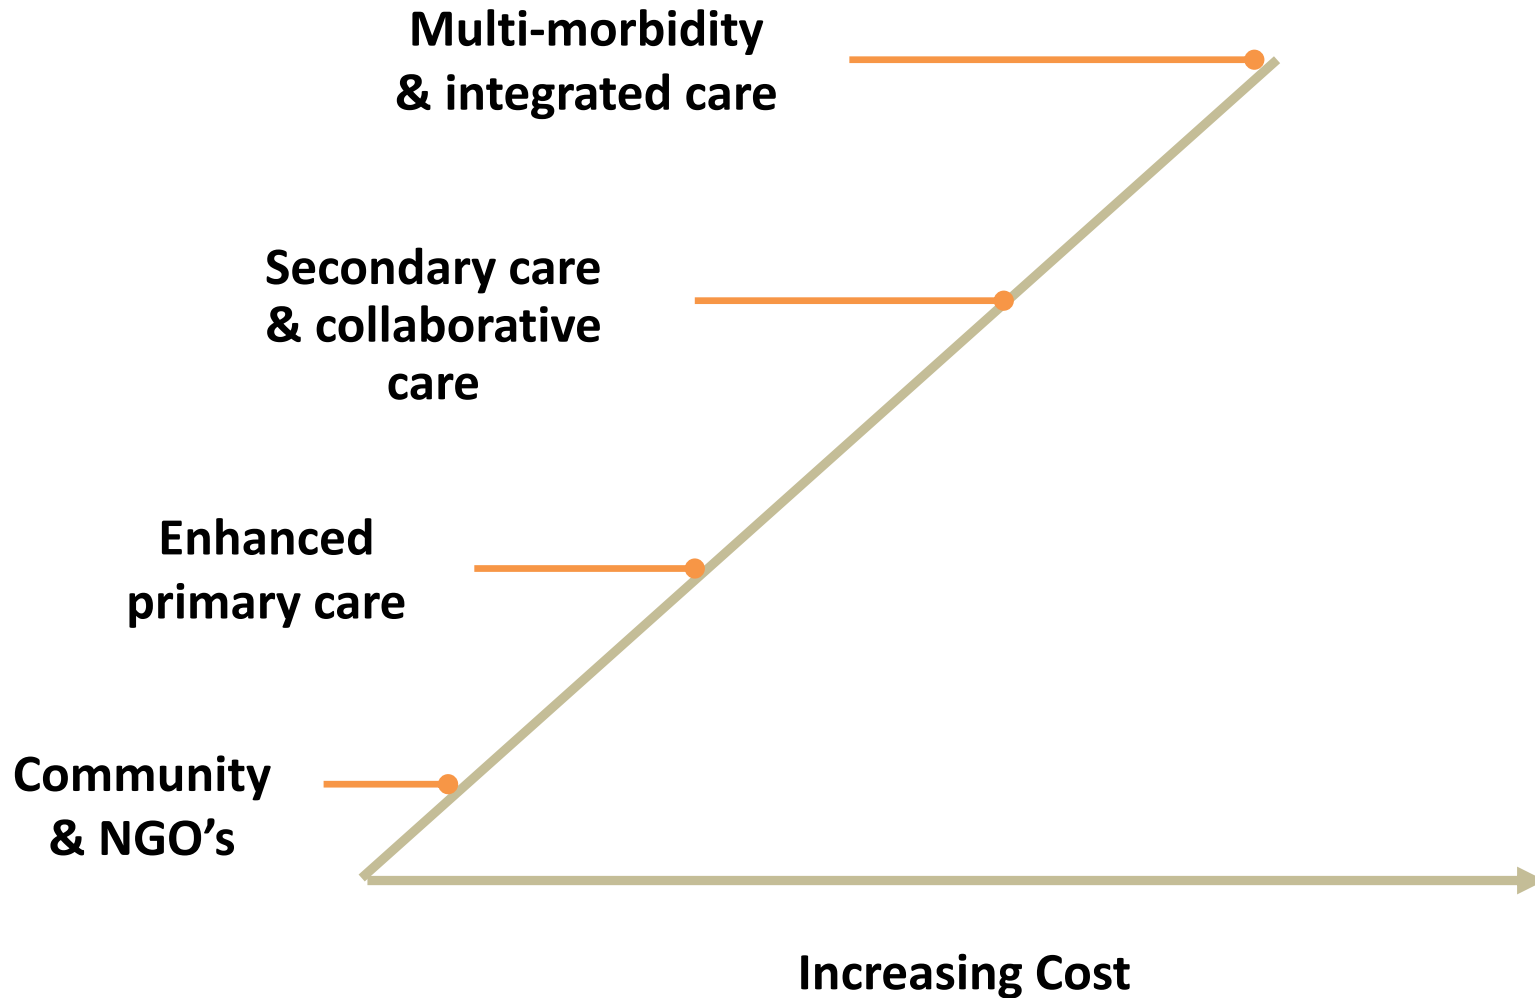 Multi-morbidity
& integrated care
Secondary care
& collaborative
care
Enhanced
primary care
Community
& NGO’s
Increasing Cost